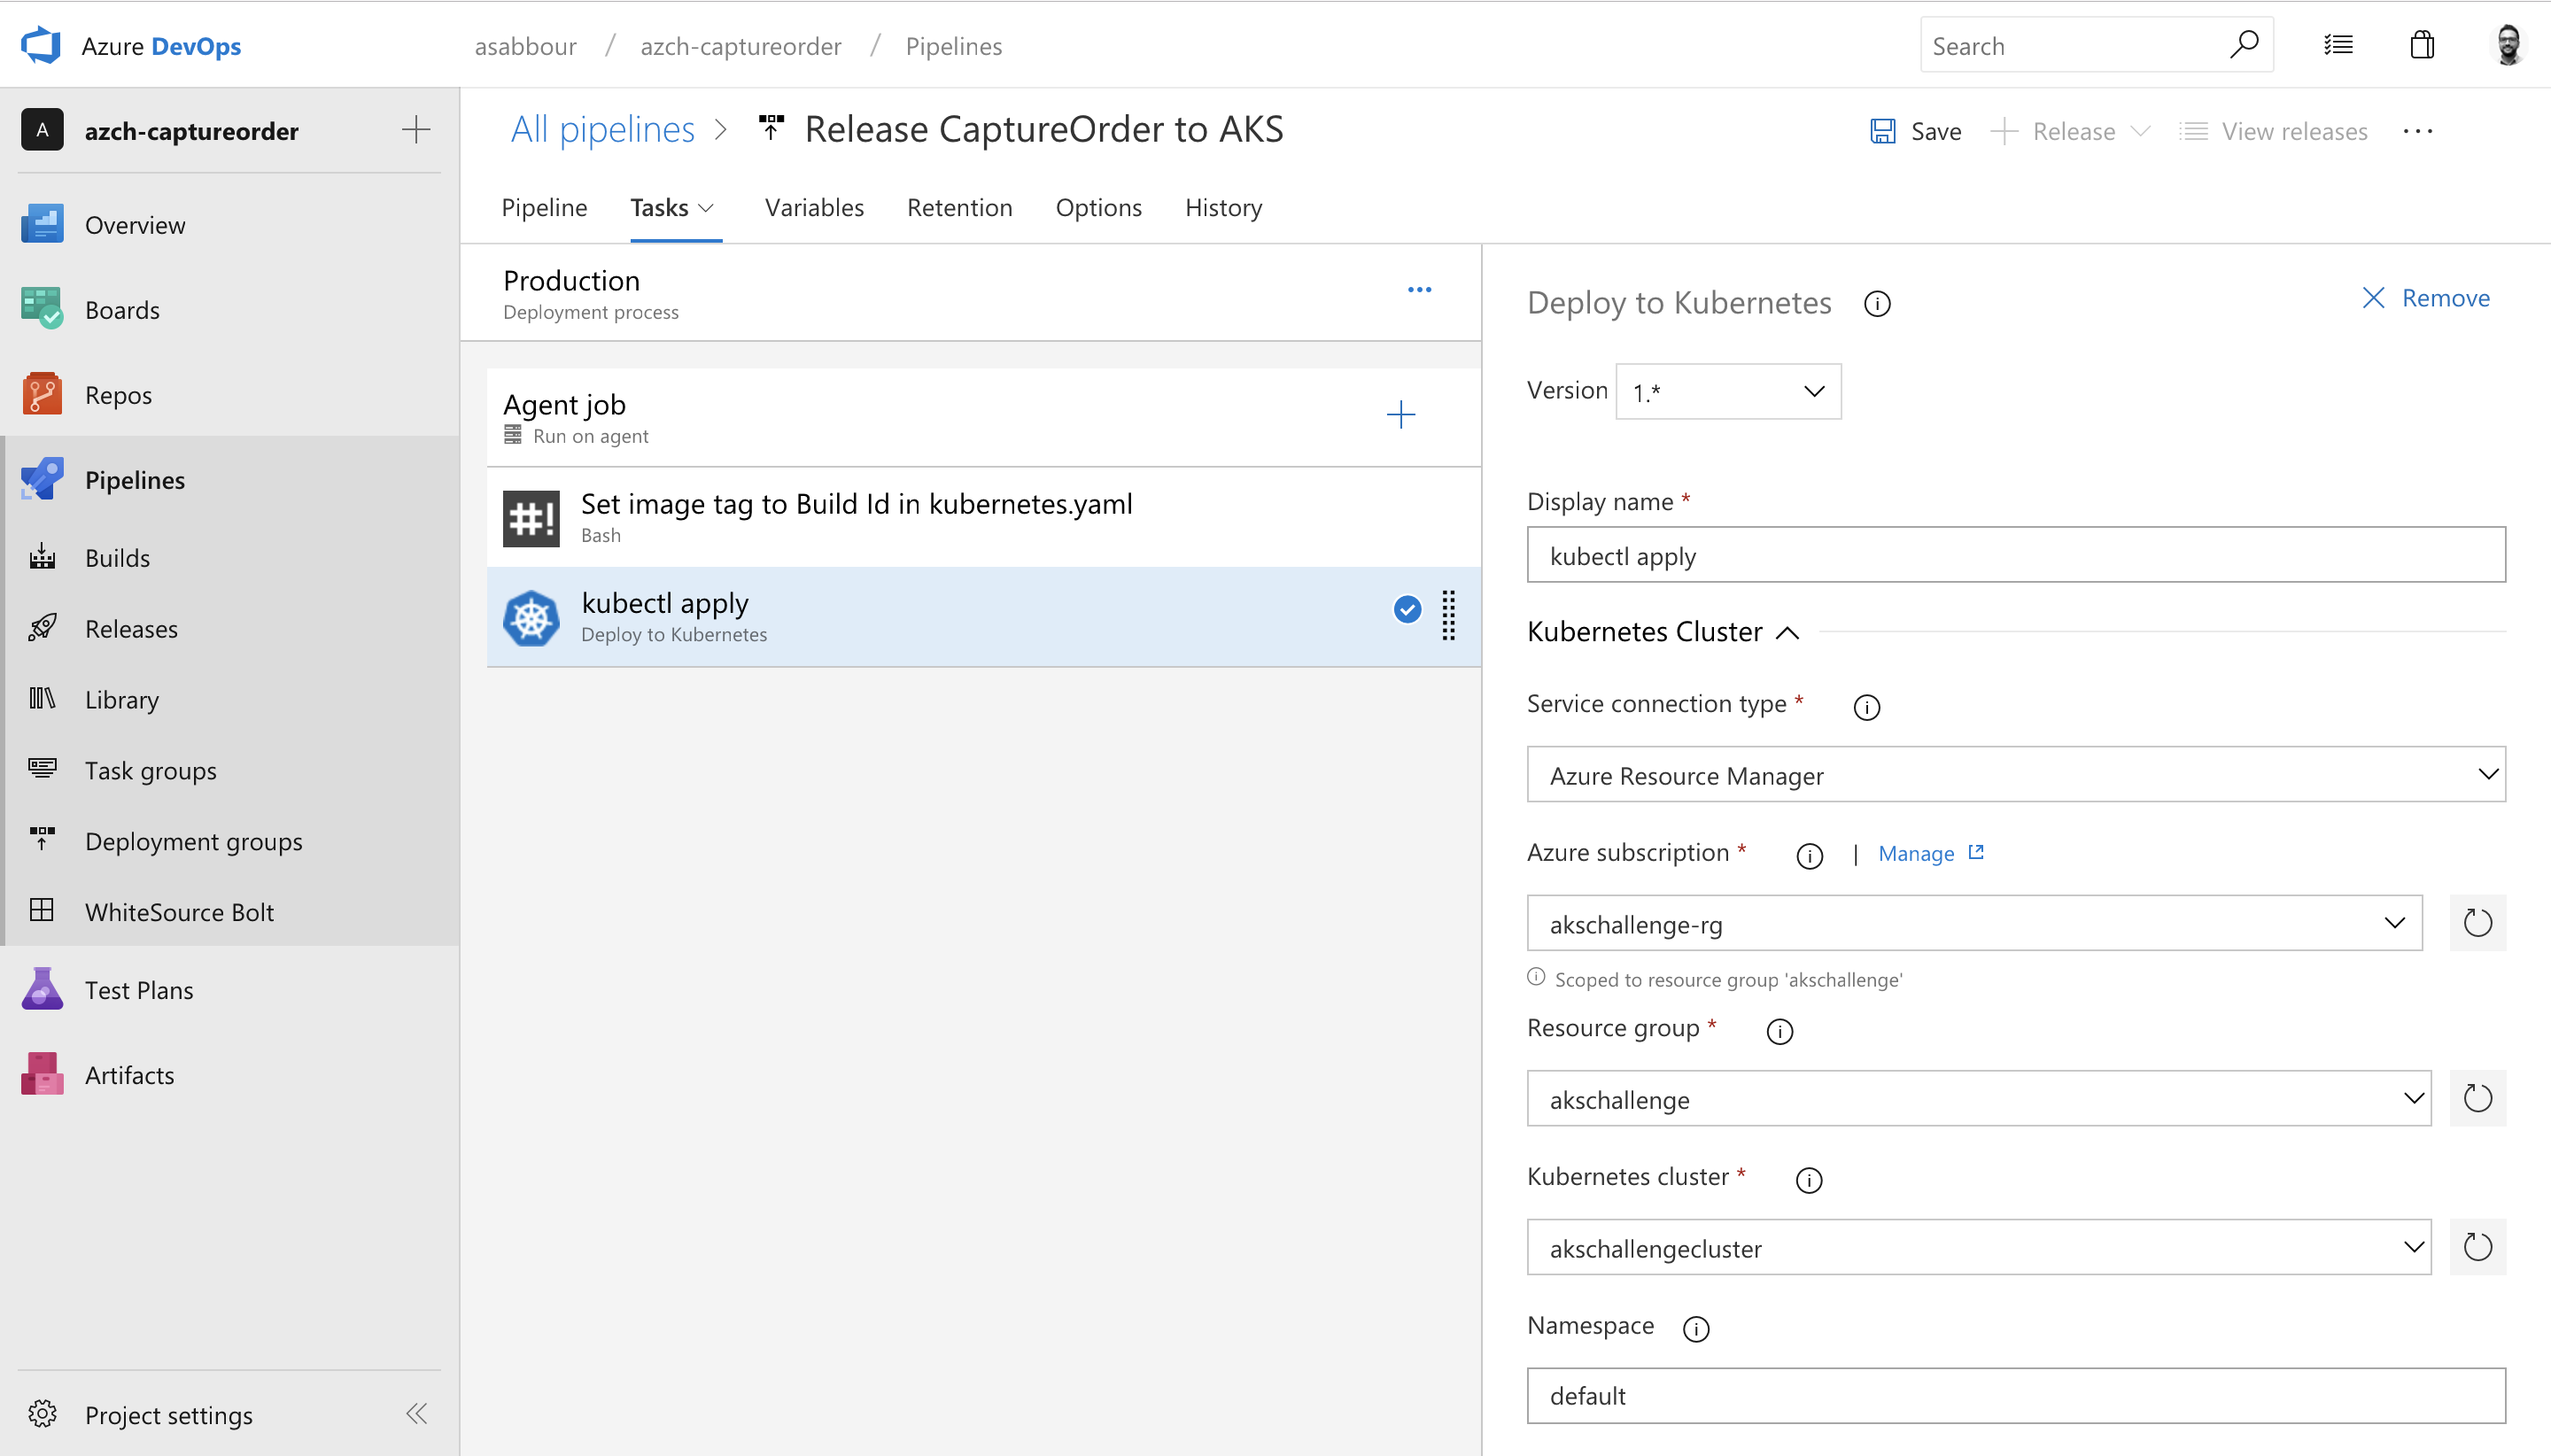 Azure DevOps
asabbour / azch-captureorder / Pipelines
Search
A azch-captureorder
Overview
Boards
Repos
Pipelines
Builds
Releases
Library
Task groups
Deployment groups
WhiteSource Bolt
Test Plans
Artifacts
Project settings
All pipelines > Release CaptureOrder to AKS
Save
Release
View releases
Pipeline Tasks Variables Retention Options History
Production
Deployment process
Agent job
Run on agent
#!
Set image tag to Build Id in kubernetes.yaml
Bash
kubectl apply
Deploy to Kubernetes
Deploy to Kubernetes
Remove
Version 1.*
Display name *
kubectl apply
Kubernetes Cluster
Service connection type *
Azure Resource Manager
Azure subscription * | Manage
akschallenge-rg
Scoped to resource group 'akschallenge'
Resource group *
akschallenge
Kubernetes cluster *
akschallengecluster
Namespace
default